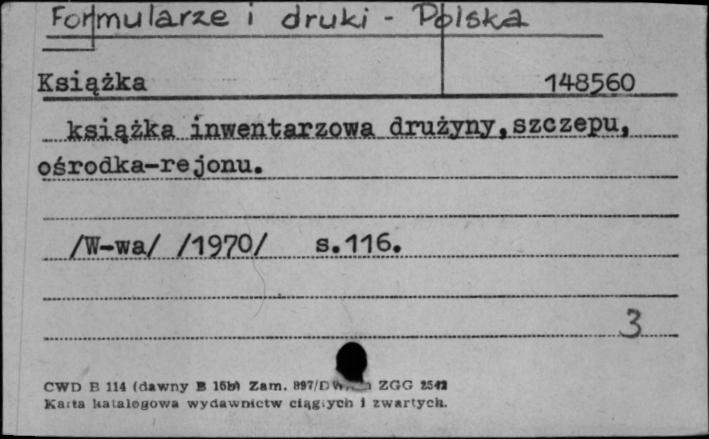 Formularze i druki - Polska
Książka 148560
książka inwentarzowa drużyny, szczepu,
ośrodka-rejonu.
/W-wa/ /1970/ s.116.
3
CWD B 114 (dawny B 15b) Zam. 897/ ZGG 2542
Karta katalogowa wydawnictw ciągłych i zwartych.